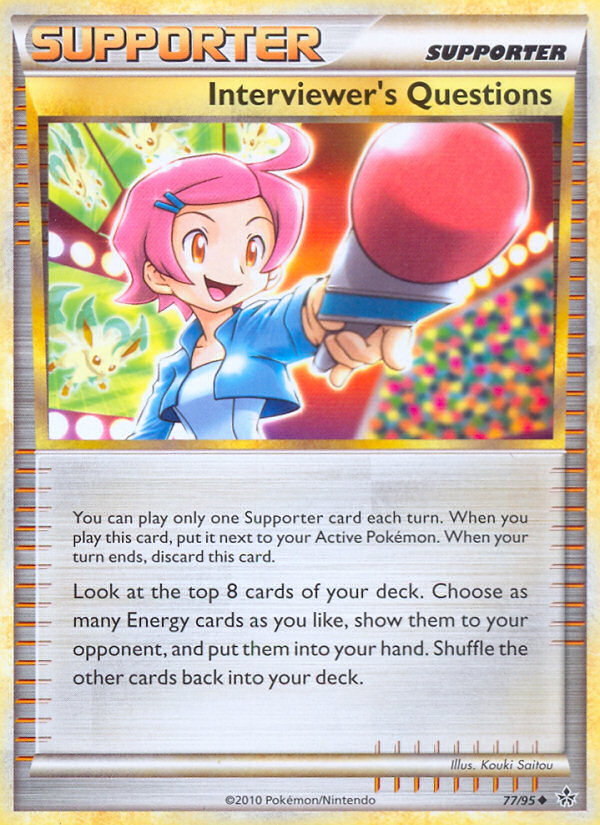 SUPPORTER
SUPPORTER
Interviewer's Questions
You can play only one Supporter card each turn. When you
play this card, put it next to your Active Pokémon. When your
turn ends, discard this card.
Look at the top 8 cards of your deck. Choose as
many Energy cards as you like, show them to your
opponent, and put them into your hand. Shuffle the
other cards back into your deck.
Illus. Kouki Saitou
©2010 Pokémon/Nintendo
77/95